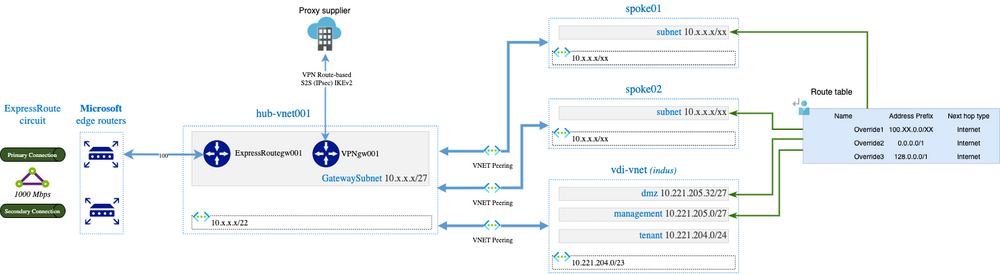 Proxy supplier
VPN Route-based
S2S (IPsec) IKEv2
ExpressRoute
circuit
Microsoft
edge routers
Primary Connection
1000 Mbps
Secondary Connection
100
hub-vnet001
ExpressRoutegw001
VPNgw001
GatewaySubnet 10.x.x.x/27
10.x.x.x/22
VNET Peering
VNET Peering
VNET Peering
spoke01
subnet 10.x.x.x/xx
10.x.x.x/xx
spoke02
subnet 10.x.x.x/xx
10.x.x.x/xx
vdi-vnet (indus)
dmz 10.221.205.32/27
management 10.221.205.0/27
tenant 10.221.204.0/24
10.221.204.0/23
Route table
Name Address Prefix Next hop type
Override1 100.XX.0.0/XX Internet
Override2 0.0.0.0/1 Internet
Override3 128.0.0.0/1 Internet